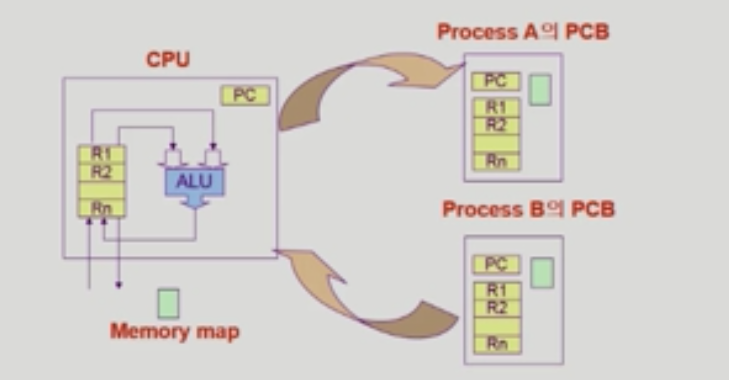 Process A의 PCB
CPU
PC
PC
R1
R2
Rn
R1
R2
Rn
ALU
Process B의 PCB
PC
R1
R2
Rn
Memory map